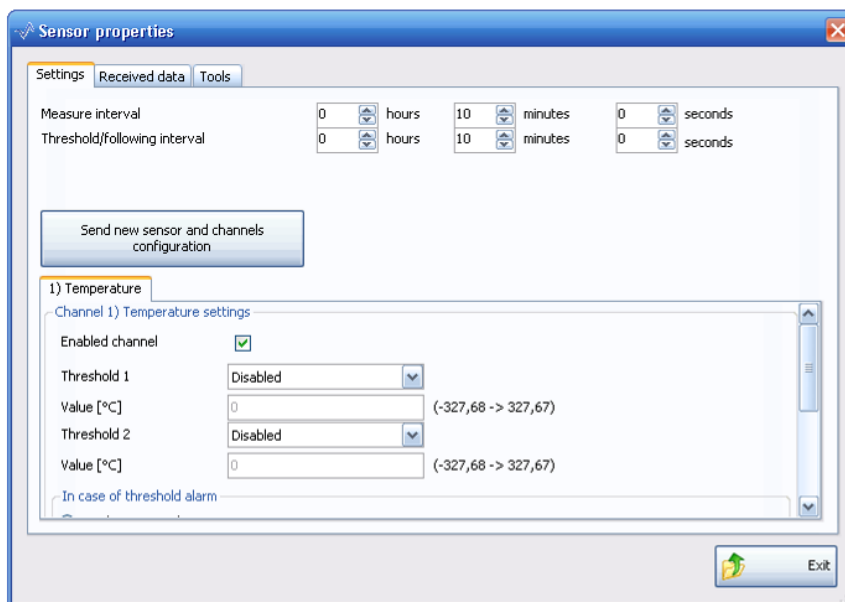 Sensor properties
Settings Received data Tools
Measure interval 0 hours 10 minutes 0 seconds
Threshold/following interval 0 hours 10 minutes 0 seconds
Send new sensor and channels
configuration
1) Temperature
Channel 1) Temperature settings
Enabled channel
Threshold 1 Disabled
Value [°C] 0 (-327,68 -> 327,67)
Threshold 2 Disabled
Value [°C] 0 (-327,68 -> 327,67)
In case of threshold alarm
Exit